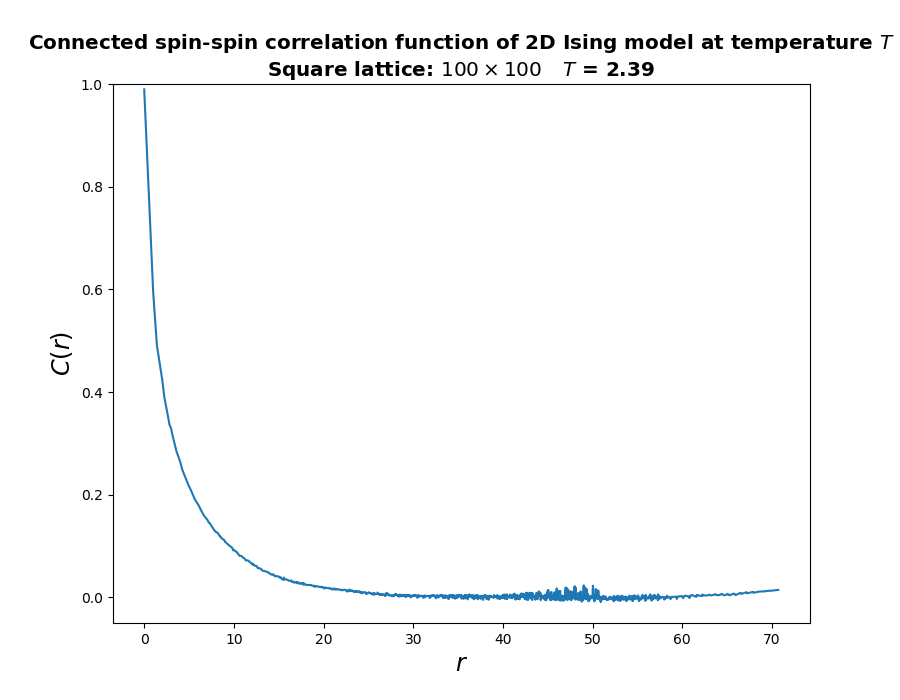 Connected spin-spin correlation function of 2D Ising model at temperature T
Square lattice: 100 × 100 T = 2.39
1.0
0.8
0.6
0.4
0.2
0.0
C(r)
0 10 20 30 40 50 60 70
r